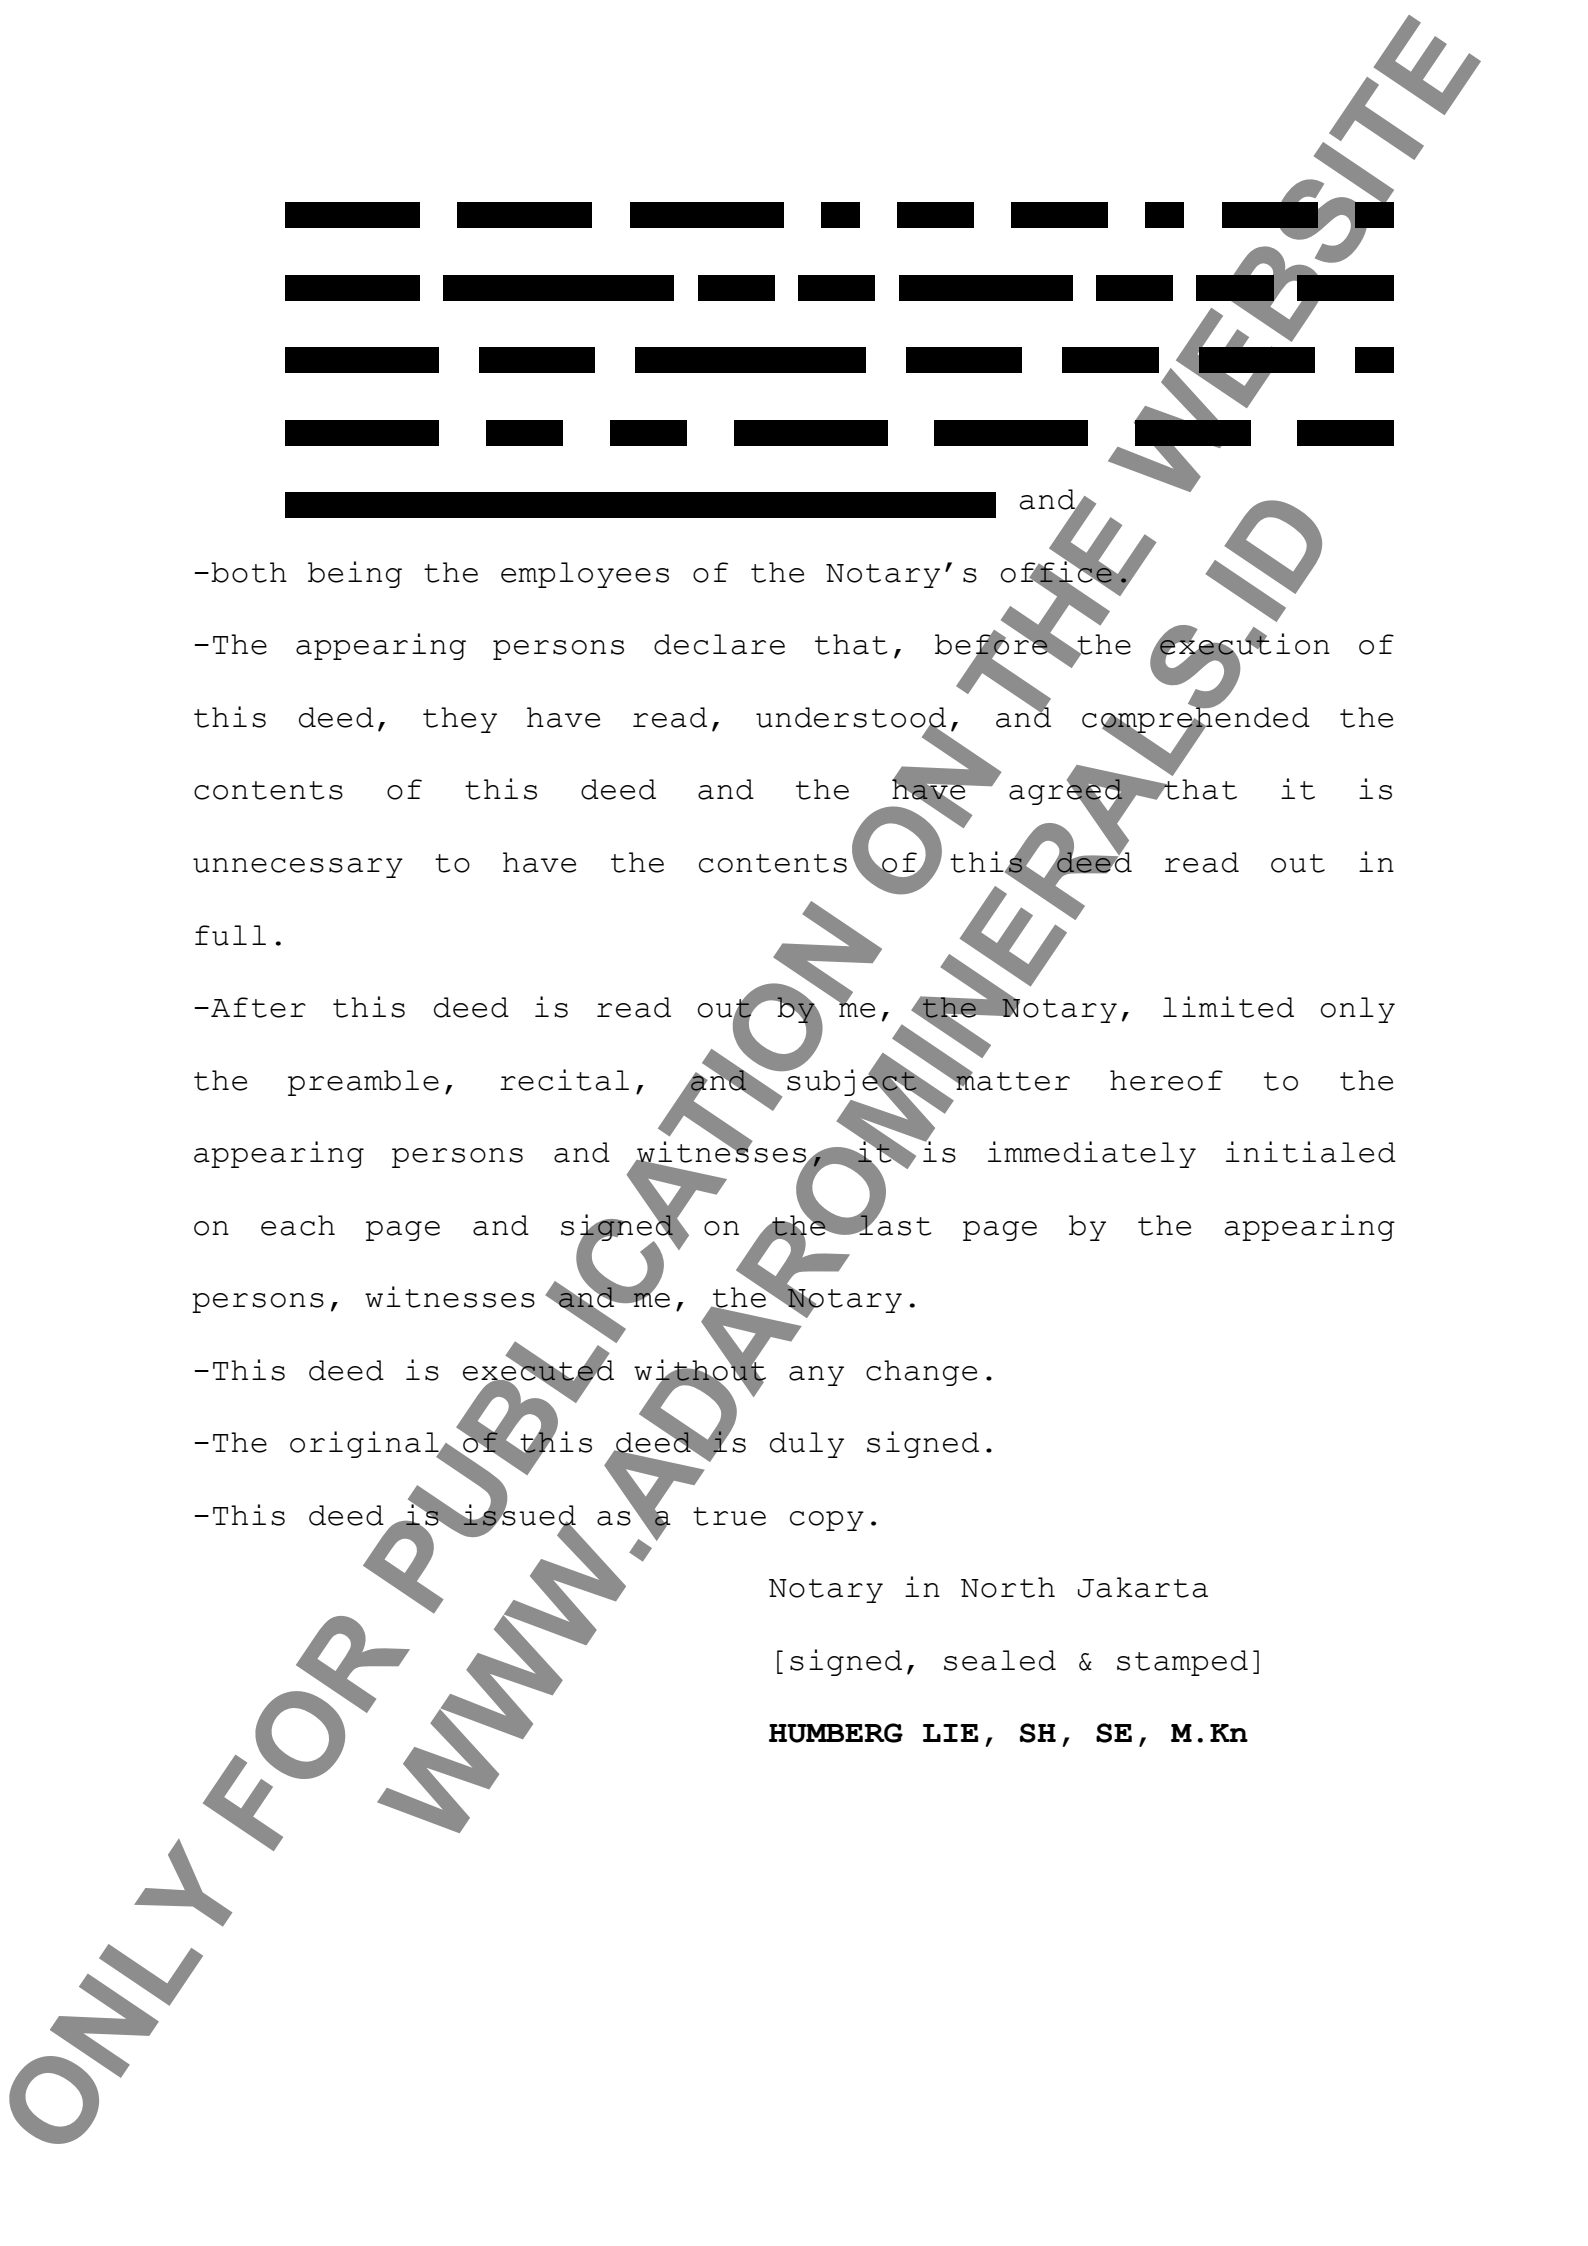 and
-both being the employees of the Notary’s office.
-The appearing persons declare that, before the execution of
this deed, they have read, understood, and comprehended the
contents of this deed and the have agreed that it is
unnecessary to have the contents of this deed read out in
full.
-After this deed is read out by me, the Notary, limited only
the preamble, recital, and subject matter hereof to the
appearing persons and witnesses, it is immediately initialed
on each page and signed on the last page by the appearing
persons, witnesses and me, the Notary.
-This deed is executed without any change.
-The original of this deed is duly signed.
-This deed is issued as a true copy.
Notary in North Jakarta
[signed, sealed & stamped]
HUMBERG LIE, SH, SE, M.Kn
ONLY FOR PUBLICATION ON THE WEBSITE
WWW.ADAROMINERALS.ID